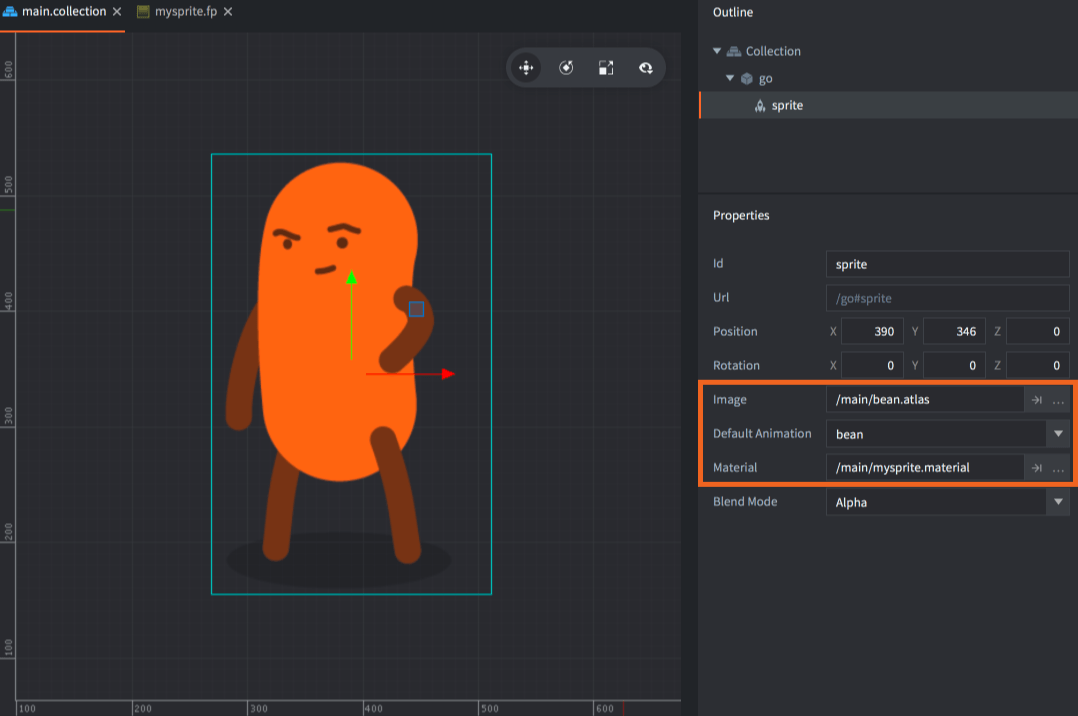 main.collection
mysprite.fp
Outline
Collection
go
sprite
Properties
Id sprite
Url /go#sprite
Position X 390 Y 346 Z 0
Rotation X 0 Y 0 Z 0
Image /main/bean.atlas ...
Default Animation bean
Material /main/mysprite.material ...
Blend Mode Alpha
600
500
400
300
200
100
100 200 300 400 500 600